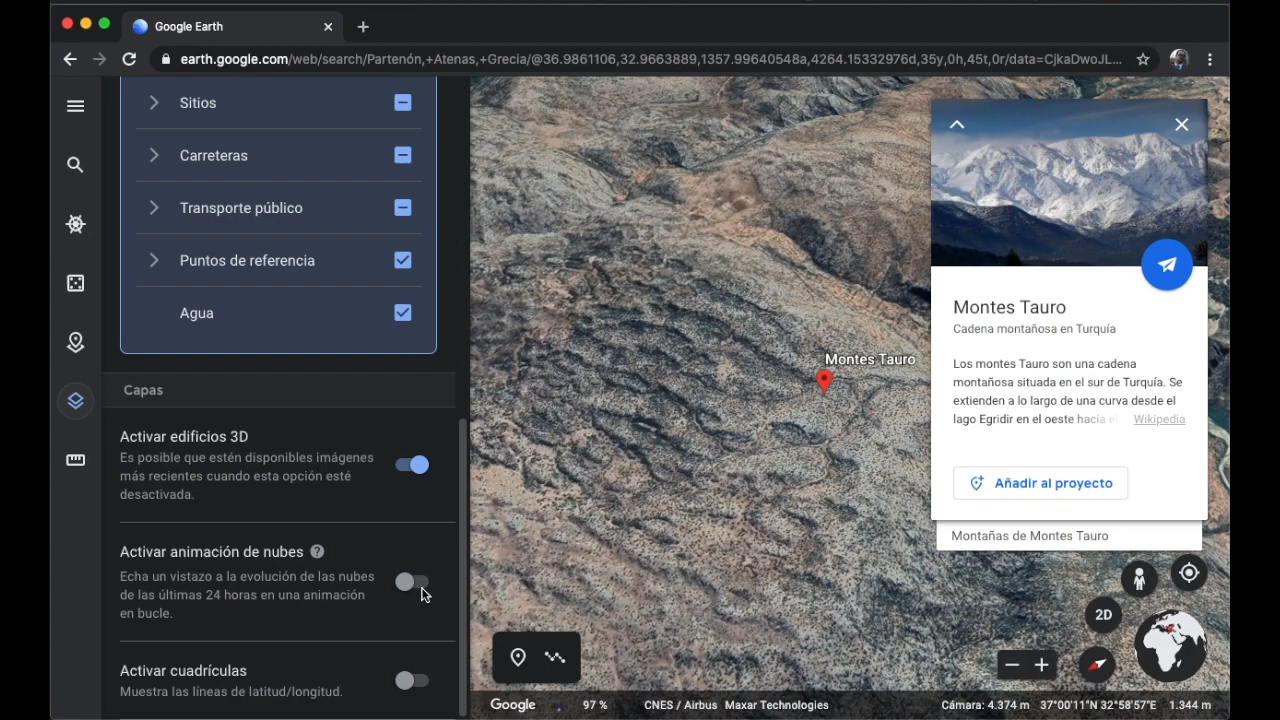 Google Earth
earth.google.com/web/search/Partenón,+Atenas,+Grecia/@36.9861106,32.9663889,1357.99640548a,4264.15332976d,35y,0h,45t,0r/data=CjkaDwoJL...
Sitios
Carreteras
Transporte público
Puntos de referencia
Agua
Capas
Activar edificios 3D
Es posible que estén disponibles imágenes
más recientes cuando esta opción esté
desactivada.
Activar animación de nubes
Echa un vistazo a la evolución de las nubes
de las últimas 24 horas en una animación
en bucle.
Activar cuadrículas
Muestra las líneas de latitud/longitud.
Montes Tauro
Montes Tauro
Cadena montañosa en Turquía
Los montes Tauro son una cadena
montañosa situada en el sur de Turquía. Se
extienden a lo largo de una curva desde el
lago Egridir en el oeste hacia el Wikipedia
Añadir al proyecto
Montañas de Montes Tauro
2D
Google 97 % CNES / Airbus Maxar Technologies Cámara: 4.374 m 37°00'11"N 32°58'57"E 1.344 m